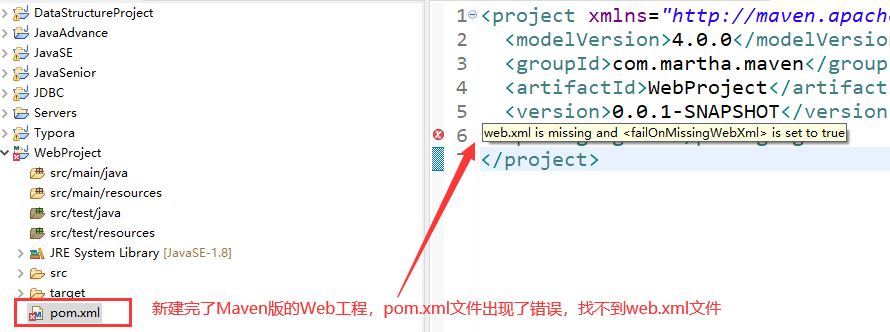 DataStructureProject
JavaAdvance
JavaSE
JavaSenior
JDBC
Servers
Typora
WebProject
src/main/java
src/main/resources
src/test/java
src/test/resources
JRE System Library [JavaSE-1.8]
src
target
pom.xml
1 <project xmlns="http://maven.apache
2 <modelVersion>4.0.0</modelVersion
3 <groupId>com.martha.maven</group
4 <artifactId>WebProject</artifact
5 <version>0.0.1-SNAPSHOT</version
6
web.xml is missing and <failOnMissingWebXml> is set to true
</project>
新建完了Maven版的Web工程，pom.xml文件出现了错误，找不到web.xml文件